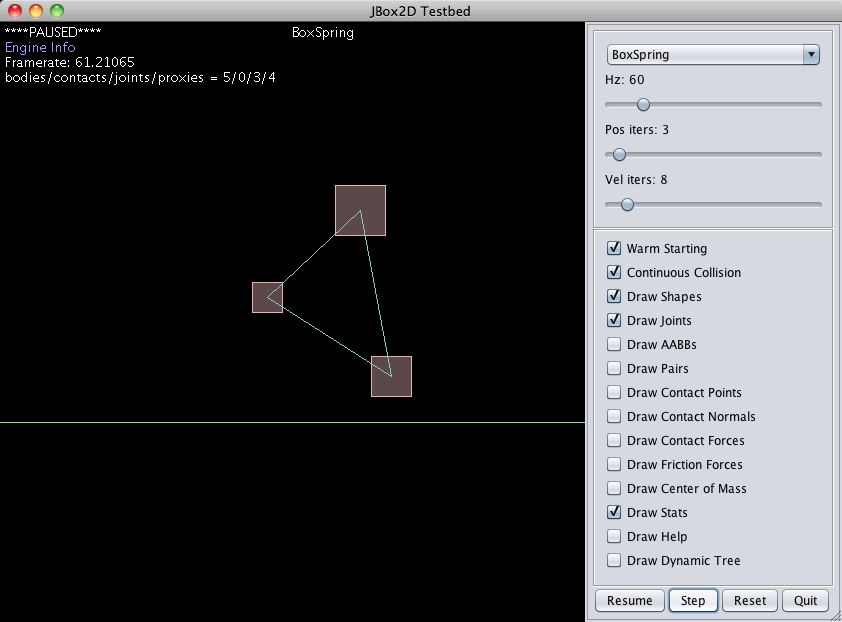 JBox2D Testbed
****PAUSED****
BoxSpring
Engine Info
Framerate: 61.21065
bodies/contacts/joints/proxies = 5/0/3/4
BoxSpring
Hz: 60
Pos iters: 3
Vel iters: 8
Warm Starting
Continuous Collision
Draw Shapes
Draw Joints
Draw AABBs
Draw Pairs
Draw Contact Points
Draw Contact Normals
Draw Contact Forces
Draw Friction Forces
Draw Center of Mass
Draw Stats
Draw Help
Draw Dynamic Tree
Resume Step Reset Quit